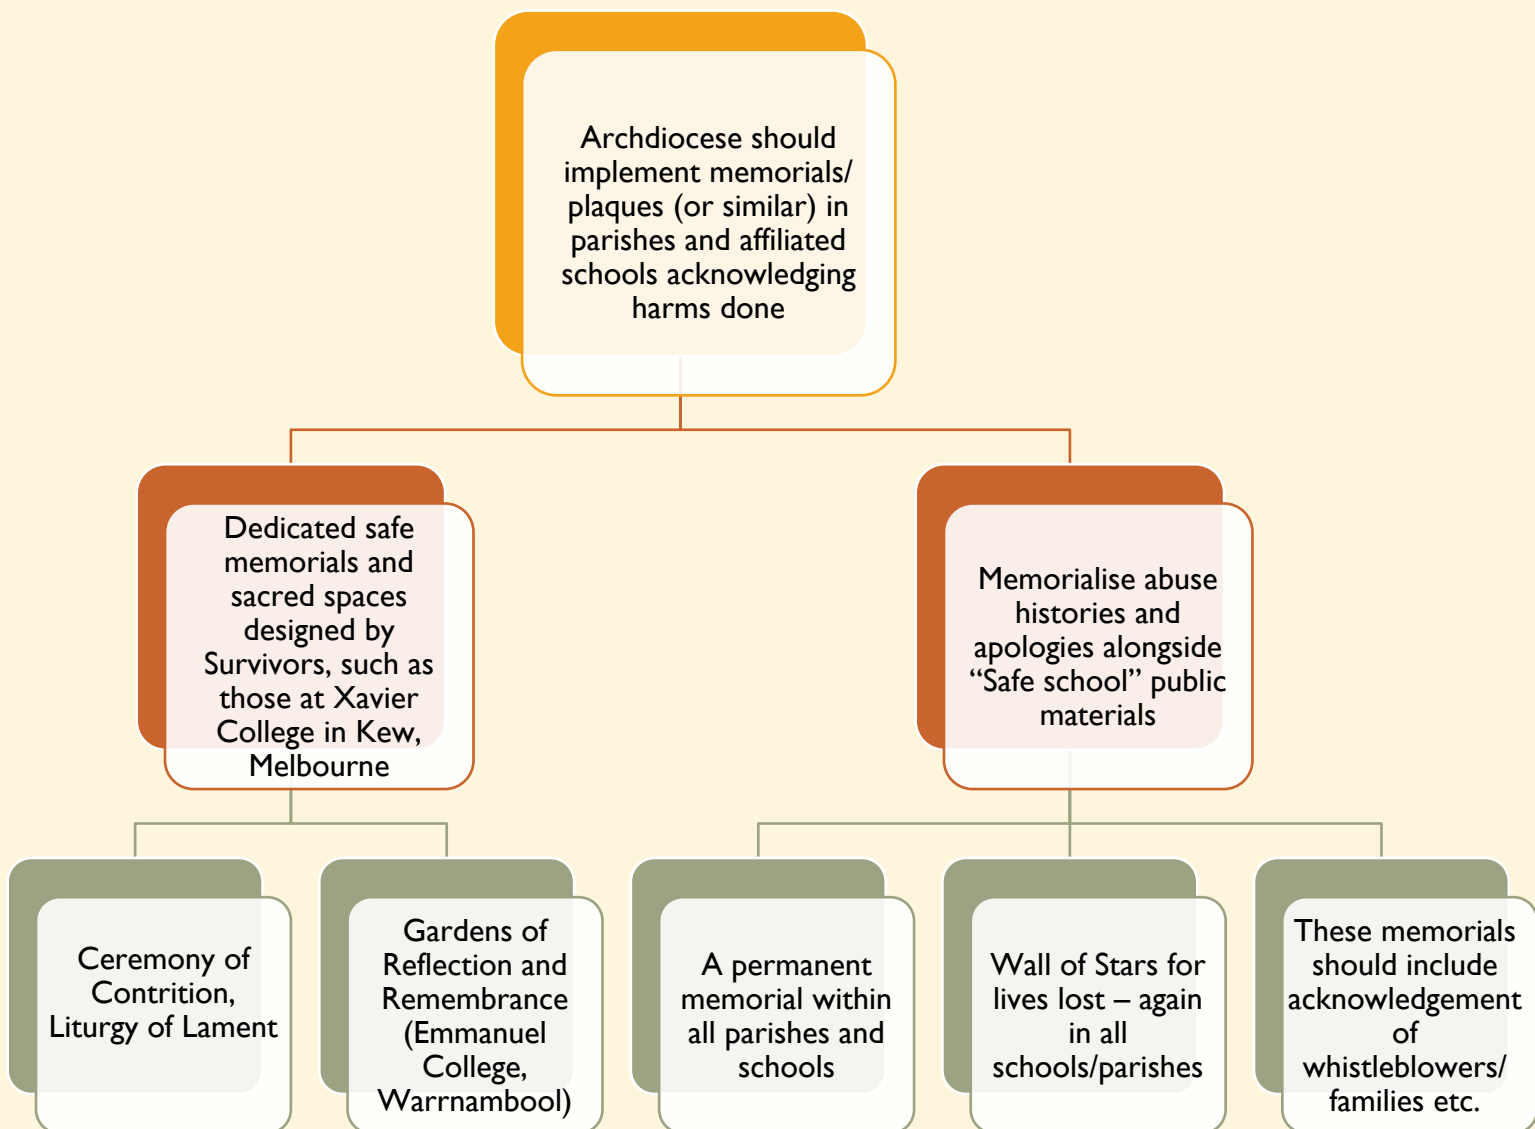 Archdiocese should
implement memorials/
plaques (or similar) in
parishes and affiliated
schools acknowledging
harms done
Dedicated safe
memorials and
sacred spaces
designed by
Survivors, such as
those at Xavier
College in Kew,
Melbourne
Memorialise abuse
histories and
apologies alongside
“Safe school” public
materials
Ceremony of
Contrition,
Liturgy of Lament
Gardens of
Reflection and
Remembrance
(Emmanuel
College,
Warrnambool)
A permanent
memorial within
all parishes and
schools
Wall of Stars for
lives lost – again
in all
schools/parishes
These memorials
should include
acknowledgement
of
whistleblowers/
families etc.